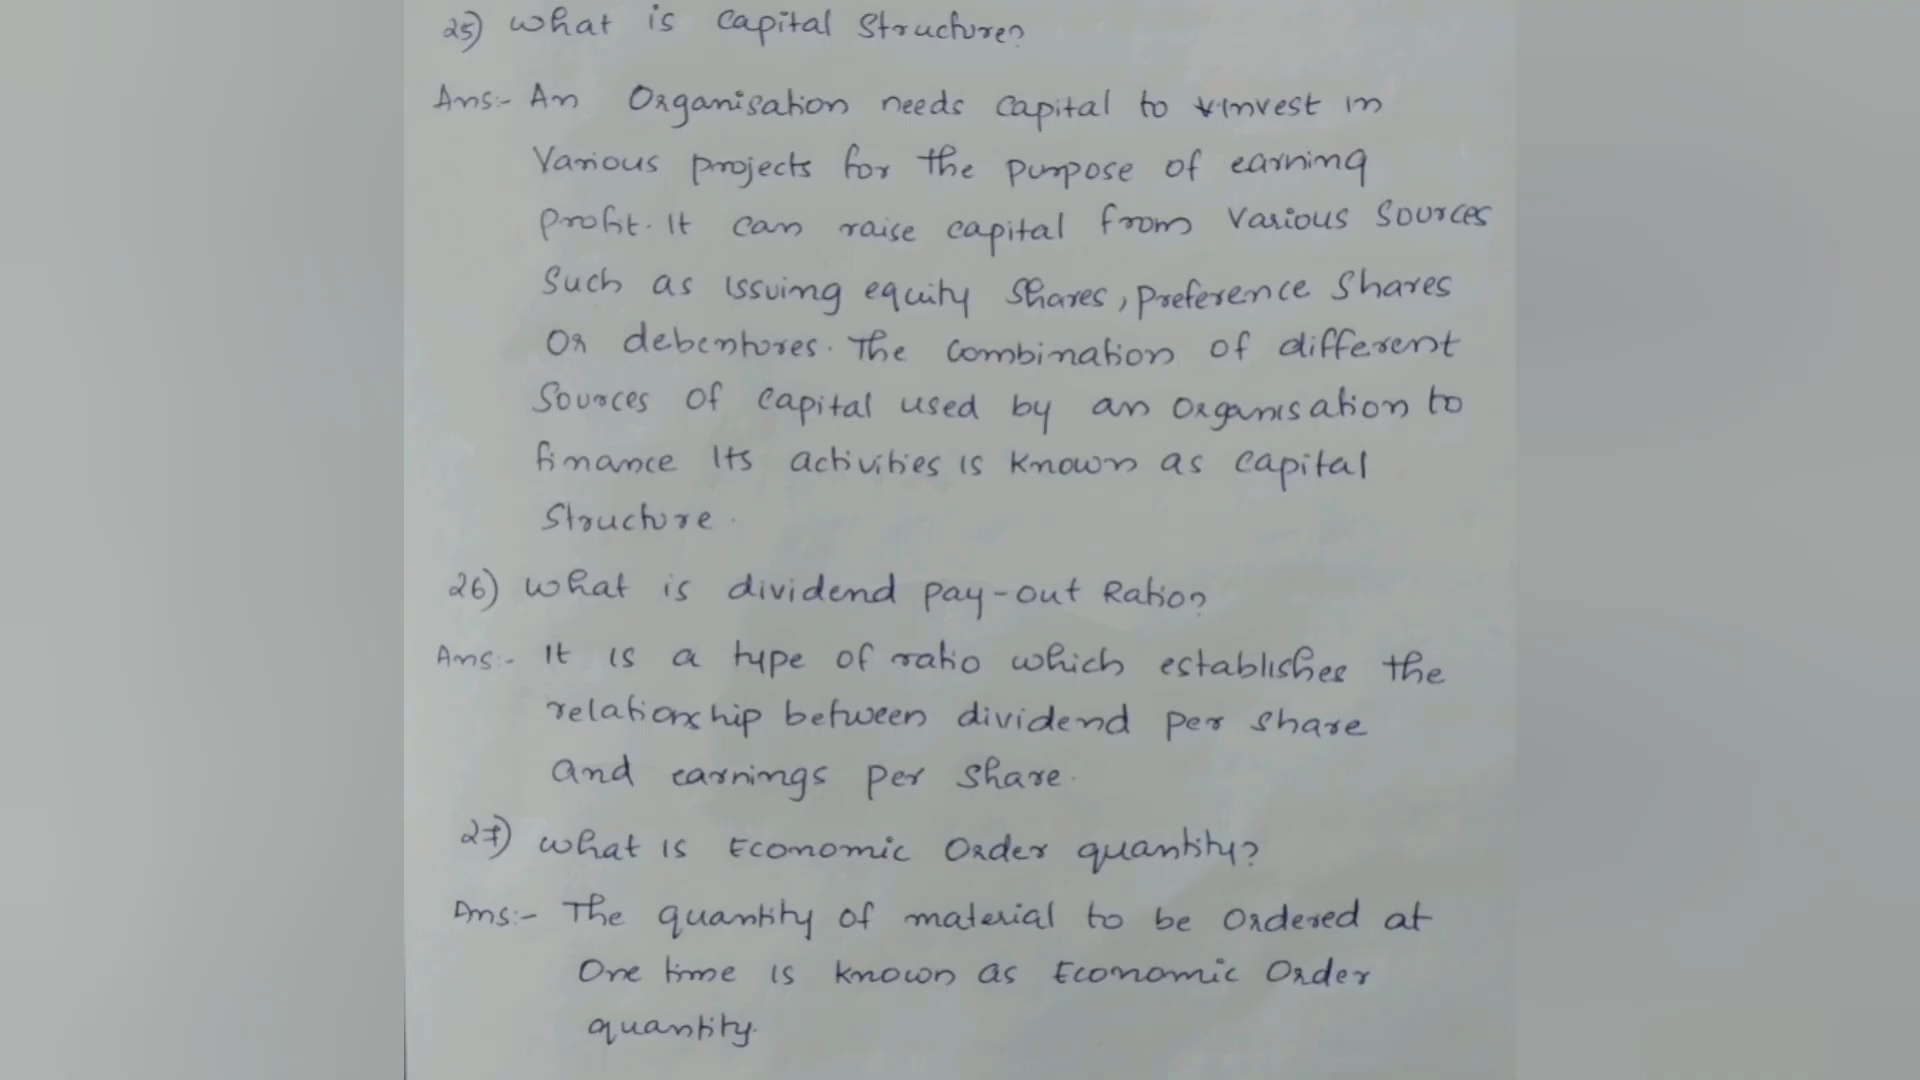 25) What is Capital Structure?
Ans:- An Organisation needs capital to invest in
Various projects for the purpose of earning
profit. It can raise capital from various sources
Such as issuing equity Shares, preference Shares
Or debentures. The Combination of different
Sources of Capital used by an Organisation to
finance Its activities is known as Capital
Structure.
26) What is dividend pay-out Ratio?
Ans:- It is a type of ratio which establishes the
relationship between dividend per share
and earnings per share.
27) What is Economic Order quantity?
Ans:- The quantity of material to be Ordered at
One time is known as Economic Order
quantity.